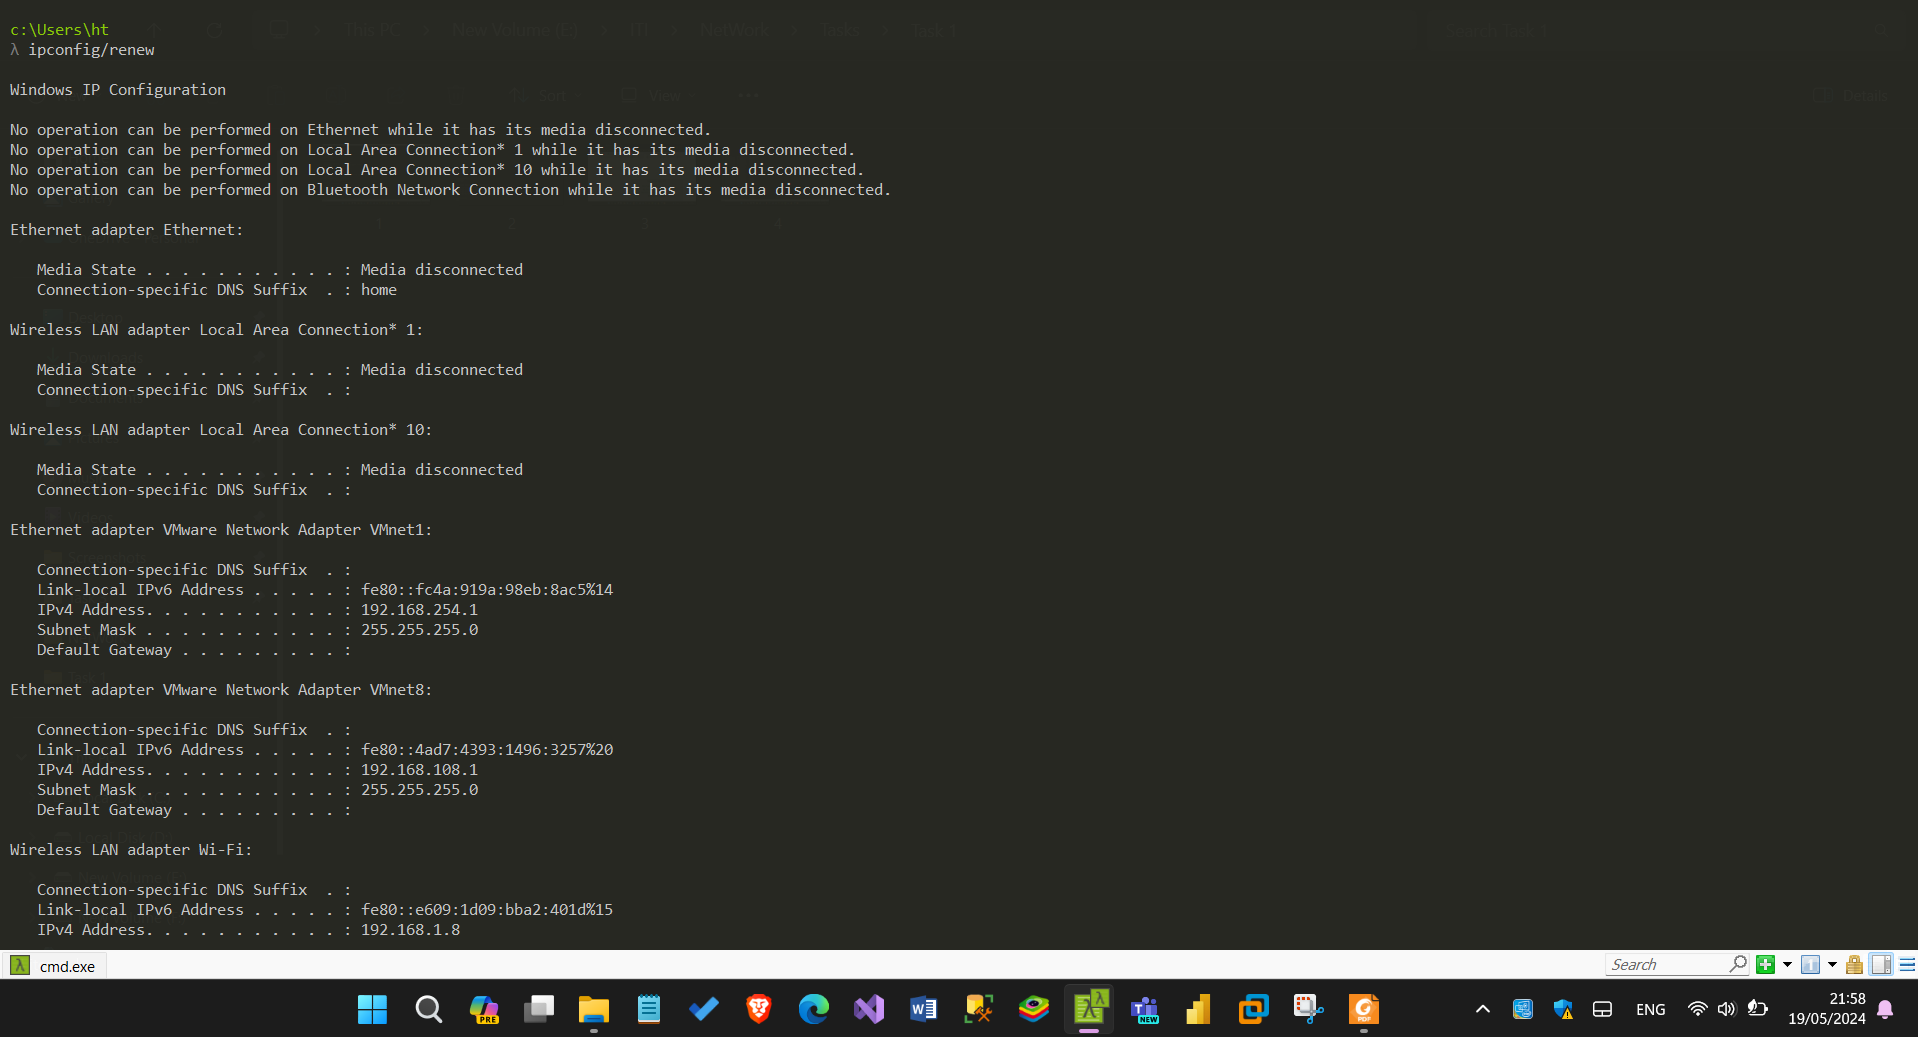 c:\Users\ht
λ ipconfig/renew
Windows IP Configuration
No operation can be performed on Ethernet while it has its media disconnected.
No operation can be performed on Local Area Connection* 1 while it has its media disconnected.
No operation can be performed on Local Area Connection* 10 while it has its media disconnected.
No operation can be performed on Bluetooth Network Connection while it has its media disconnected.
Ethernet adapter Ethernet:
Media State . . . . . . . . . . . : Media disconnected
Connection-specific DNS Suffix  . : home
Wireless LAN adapter Local Area Connection* 1:
Media State . . . . . . . . . . . : Media disconnected
Connection-specific DNS Suffix  . :
Wireless LAN adapter Local Area Connection* 10:
Media State . . . . . . . . . . . : Media disconnected
Connection-specific DNS Suffix  . :
Ethernet adapter VMware Network Adapter VMnet1:
Connection-specific DNS Suffix  . :
Link-local IPv6 Address . . . . . : fe80::fc4a:919a:98eb:8ac5%14
IPv4 Address. . . . . . . . . . . : 192.168.254.1
Subnet Mask . . . . . . . . . . . : 255.255.255.0
Default Gateway . . . . . . . . . :
Ethernet adapter VMware Network Adapter VMnet8:
Connection-specific DNS Suffix  . :
Link-local IPv6 Address . . . . . : fe80::4ad7:4393:1496:3257%20
IPv4 Address. . . . . . . . . . . : 192.168.108.1
Subnet Mask . . . . . . . . . . . : 255.255.255.0
Default Gateway . . . . . . . . . :
Wireless LAN adapter Wi-Fi:
Connection-specific DNS Suffix  . :
Link-local IPv6 Address . . . . . : fe80::e609:1d09:bba2:401d%15
IPv4 Address. . . . . . . . . . . : 192.168.1.8
cmd.exe
Search
PRE
NEW
PDF
ENG
21:58
19/05/2024